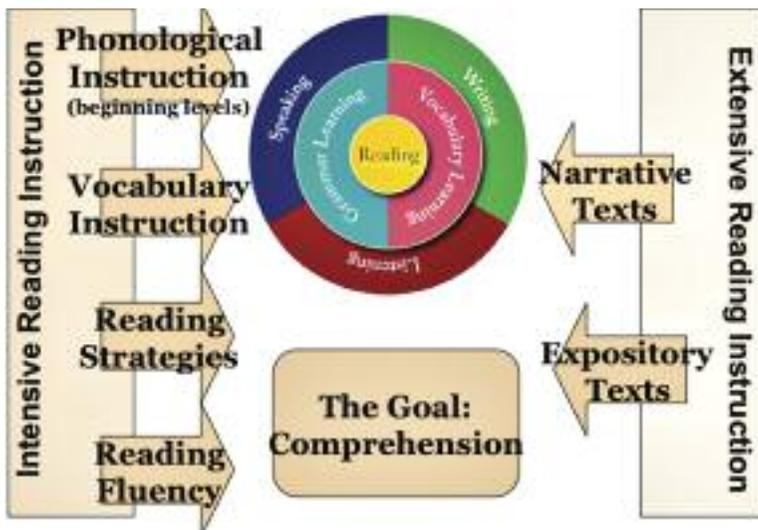 Intensive Reading Instruction
Phonological
Instruction
(beginning levels)
Vocabulary
Instruction
Reading
Strategies
Reading
Fluency
Speaking
Writing
Grammar Learning
Vocabulary Learning
Reading
Listening
The Goal:
Comprehension
Narrative
Texts
Expository
Texts
Extensive Reading Instruction